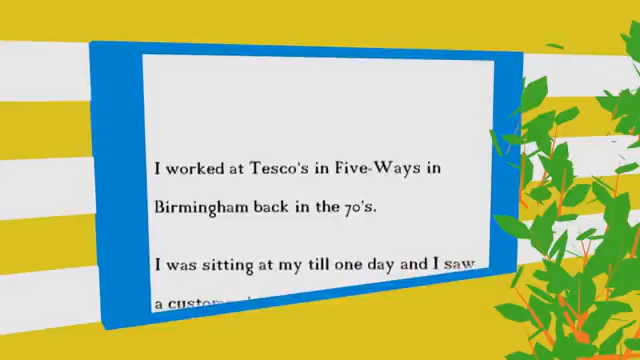 I worked at Tesco's in Five-Ways in
Birmingham back in the 70's.
I was sitting at my till one day and I saw
a